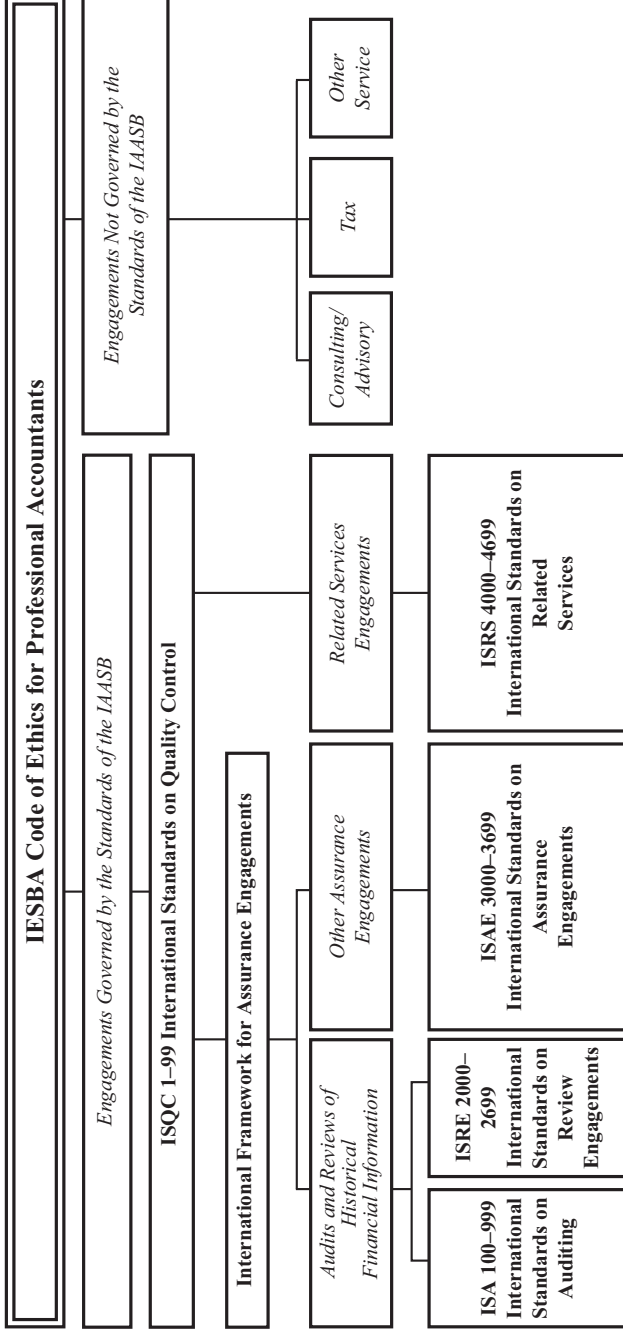 IESBA Code of Ethics for Professional Accountants
Engagements Governed by the Standards of the IAASB
Engagements Not Governed by the
Standards of the IAASB
ISQC 1–99 International Standards on Quality Control
International Framework for Assurance Engagements
Audits and Reviews of
Historical
Financial Information
Other Assurance
Engagements
Related Services
Engagements
Consulting/
Advisory
Tax
Other
Service
ISA 100–999
International
Standards on
Auditing
ISRE 2000–
2699
International
Standards on
Review
Engagements
ISAE 3000–3699
International Standards on
Assurance
Engagements
ISRS 4000–4699
International Standards on
Related
Services